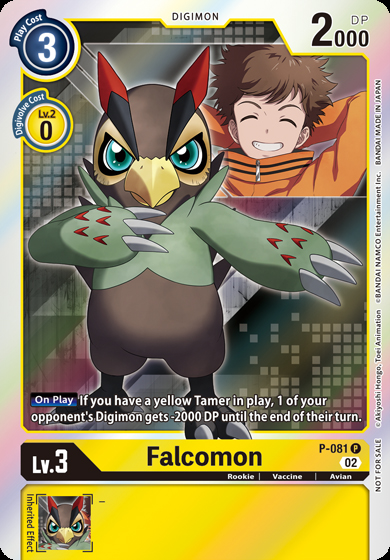 DIGIMON
Play Cost
3
2000
DP
Digivolve Cost
Lv.2
0
On Play If you have a yellow Tamer in play, 1 of your
opponent's Digimon gets -2000 DP until the end of their turn.
©Akiyoshi Hongo, Toei Animation ©BANDAI NAMCO Entertainment Inc. BANDAI MADE IN JAPAN
NOT FOR SALE
P-081 P
02
Lv.3
Falcomon
Rookie | Vaccine | Avian
Inherited Effect
–